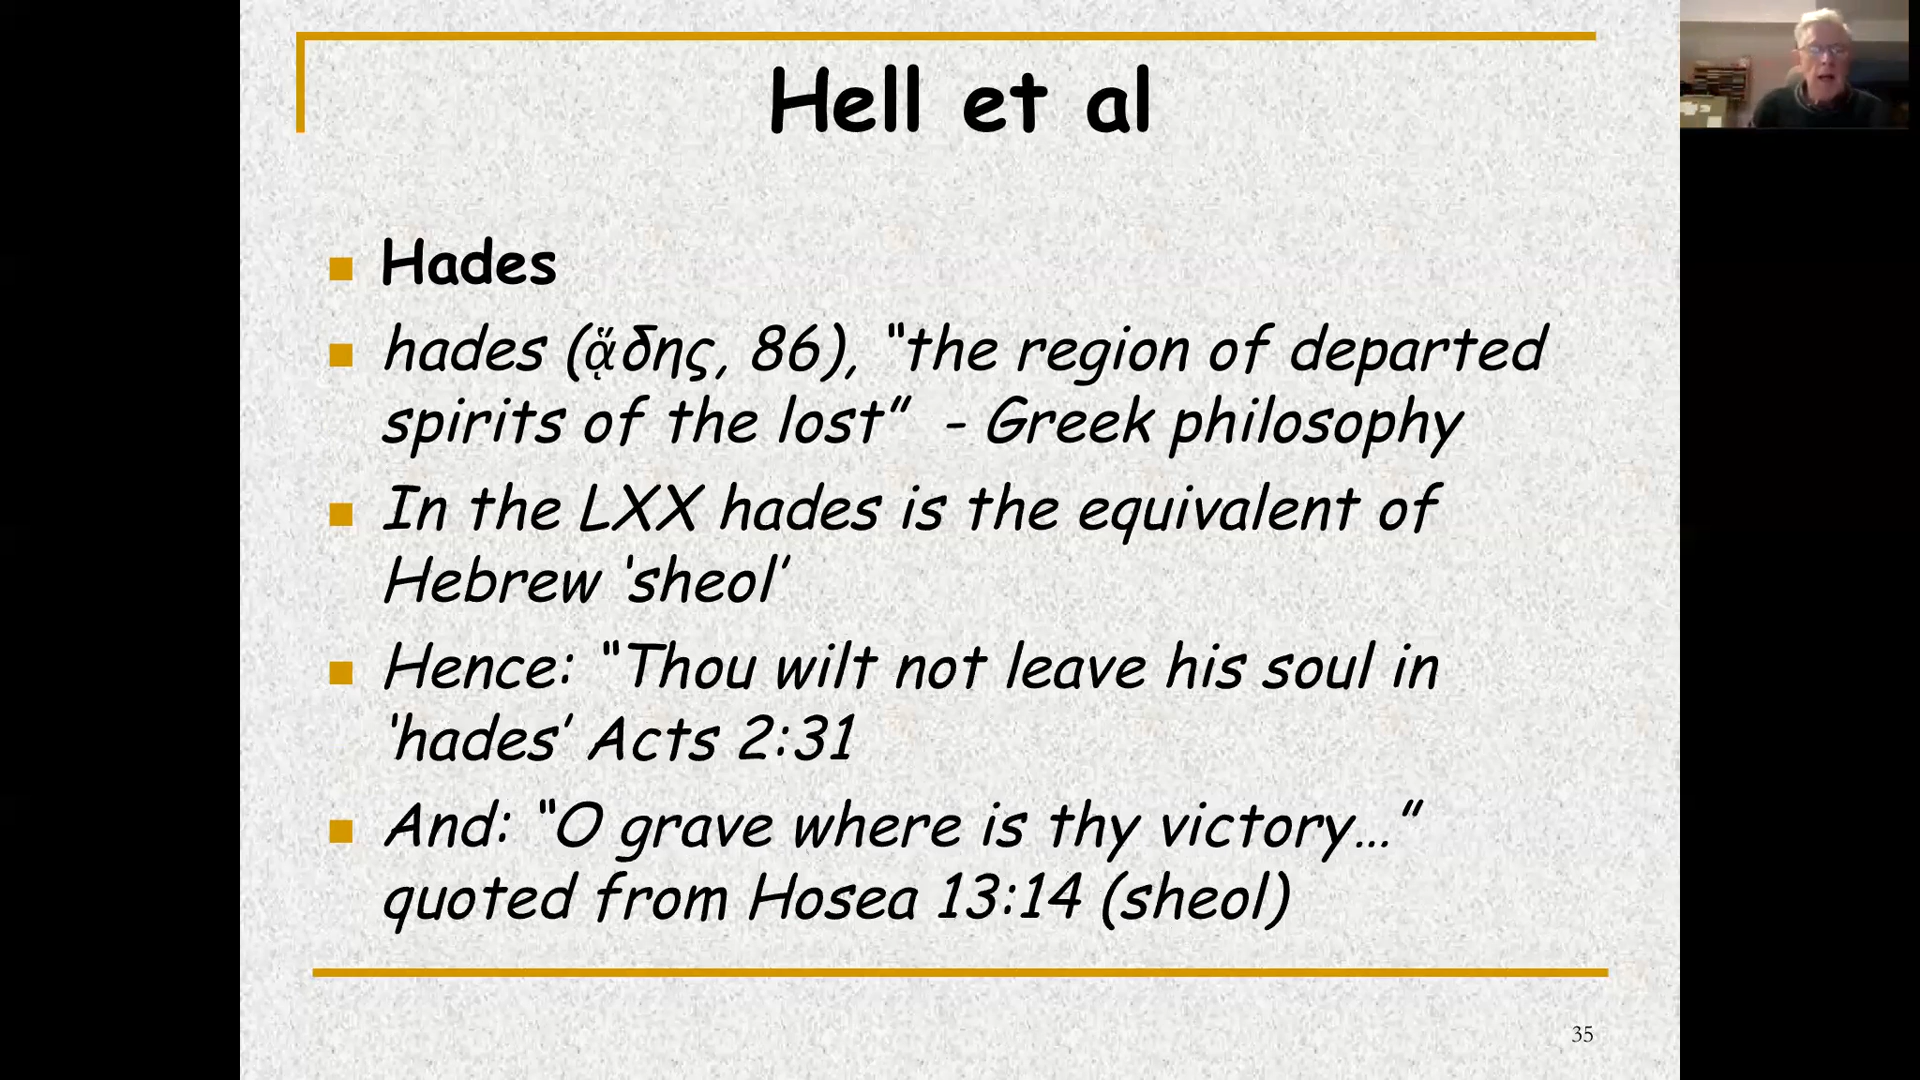 Hell et al
Hades
hades (ᾅδης, 86), “the region of departed
spirits of the lost” - Greek philosophy
In the LXX hades is the equivalent of
Hebrew ‘sheol’
Hence: “Thou wilt not leave his soul in
‘hades’ Acts 2:31
And: “O grave where is thy victory…”
quoted from Hosea 13:14 (sheol)
35